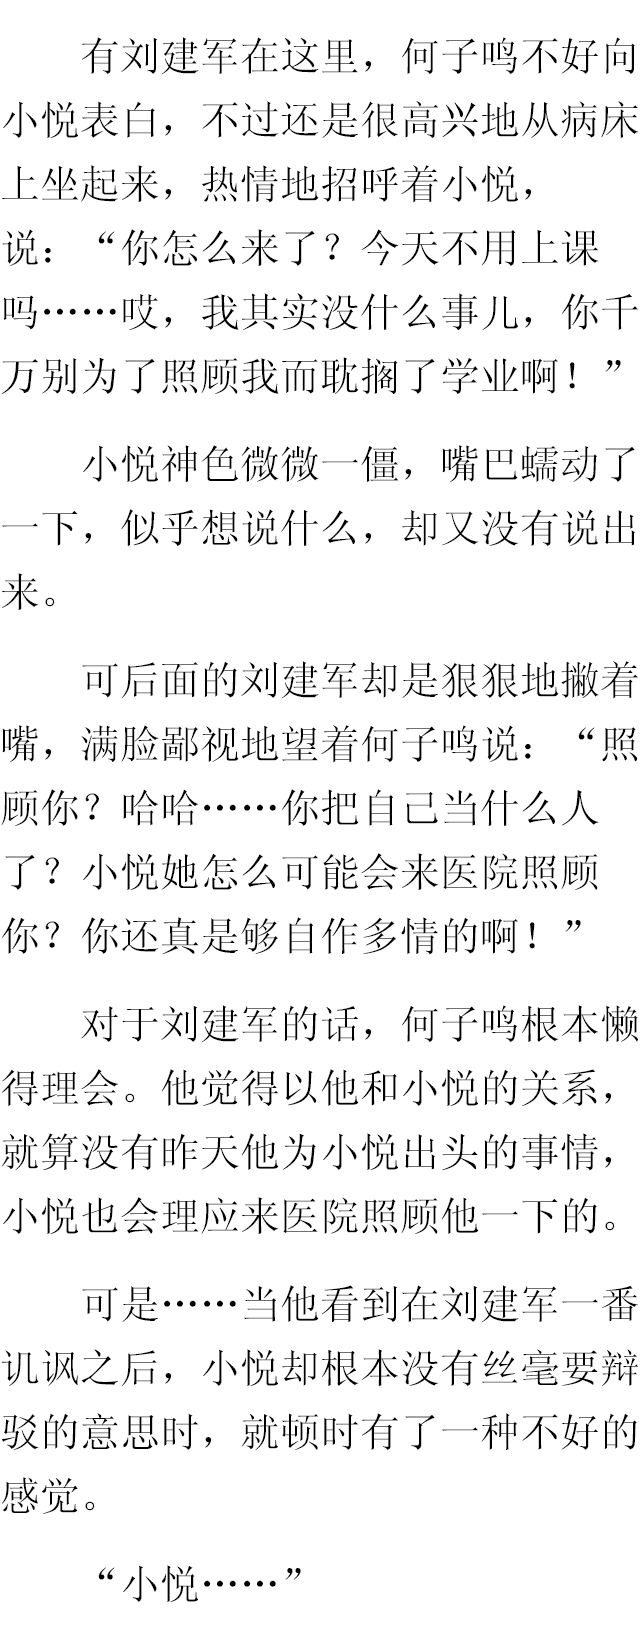 有刘建军在这里，何子鸣不好向
小悦表白，不过还是很高兴地从病床
上坐起来，热情地招呼着小悦，
说：“你怎么来了？今天不用上课
吗……哎，我其实没什么事儿，你千
万别为了照顾我而耽搁了学业啊！”
小悦神色微微一僵，嘴巴蠕动了
一下，似乎想说什么，却又没有说出
来。
可后面的刘建军却是狠狠地撇着
嘴，满脸鄙视地望着何子鸣说：“照
顾你？哈哈……你把自己当什么人
了？小悦她怎么可能会来医院照顾
你？你还真是够自作多情的啊！”
对于刘建军的话，何子鸣根本懒
得理会。他觉得以他和小悦的关系，
就算没有昨天他为小悦出头的事情，
小悦也会理应来医院照顾他一下的。
可是……当他看到在刘建军一番
讥讽之后，小悦却根本没有丝毫要辩
驳的意思时，就顿时有了一种不好的
感觉。
“小悦……”